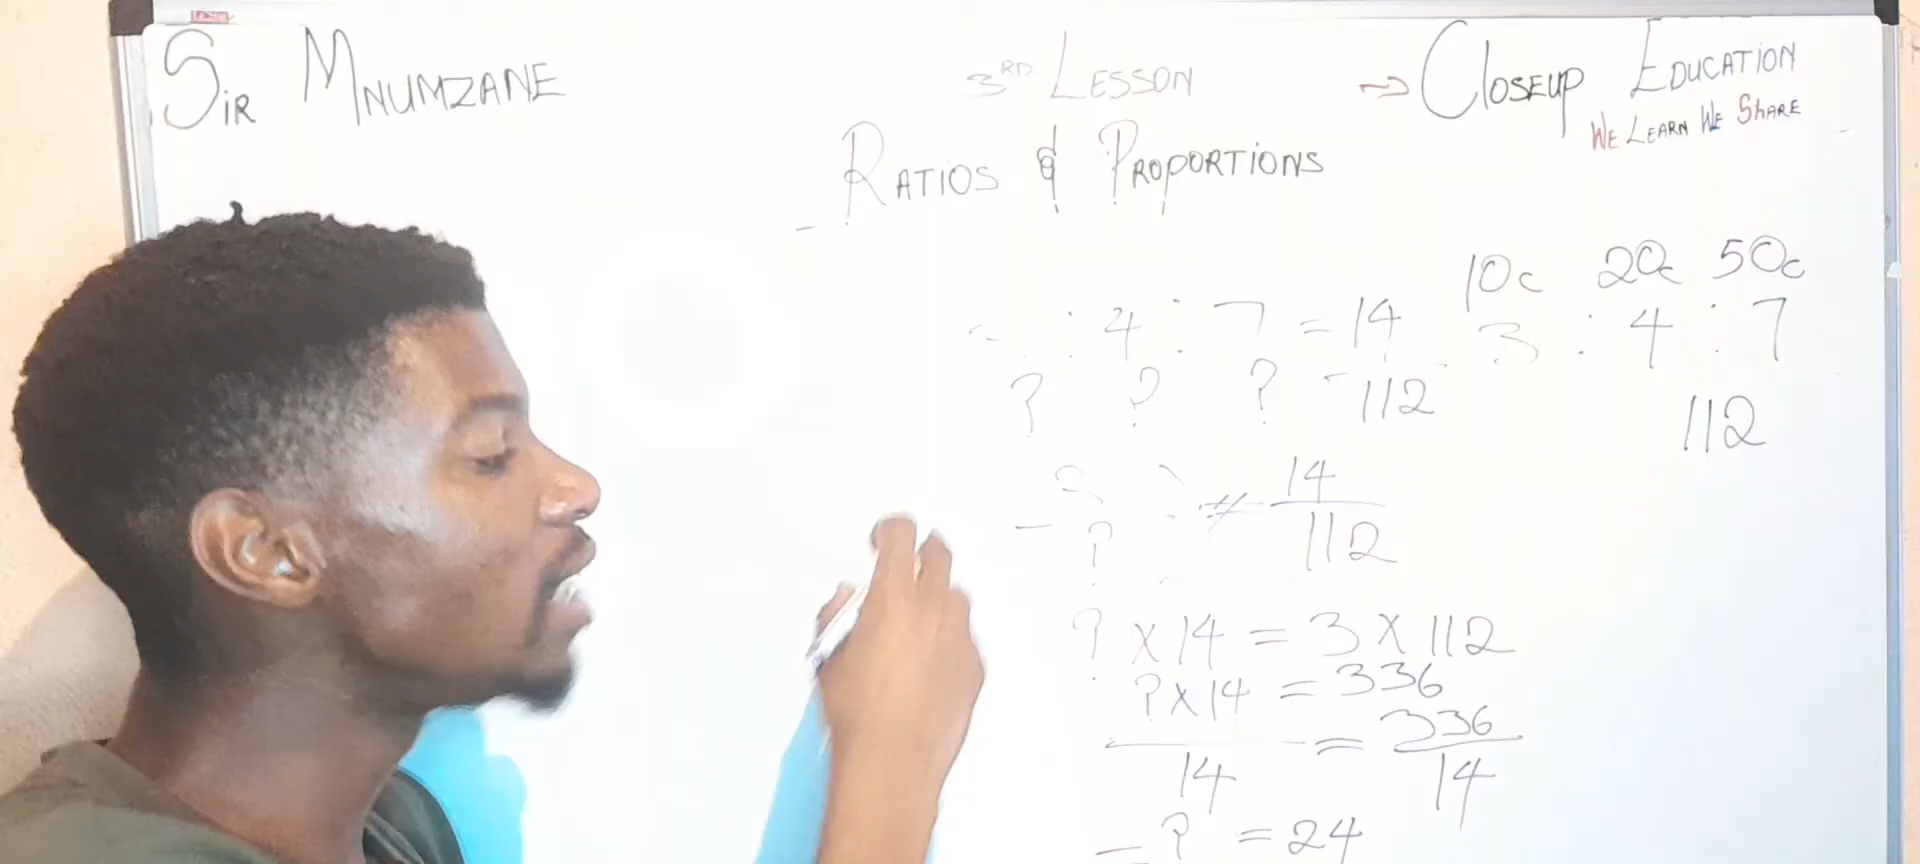 SIR MNUMZANE
3RD LESSON
→ CLOSEUP EDUCATION
WE LEARN WE SHARE
RATIOS & PROPORTIONS
10c 20c 50c
: 4 : 7 = 14
3 : 4 : 7
? ? ? 112
112
14
? 112
? X 14 = 3 X 112
? X 14 = 336
336
14 = 14
? = 24